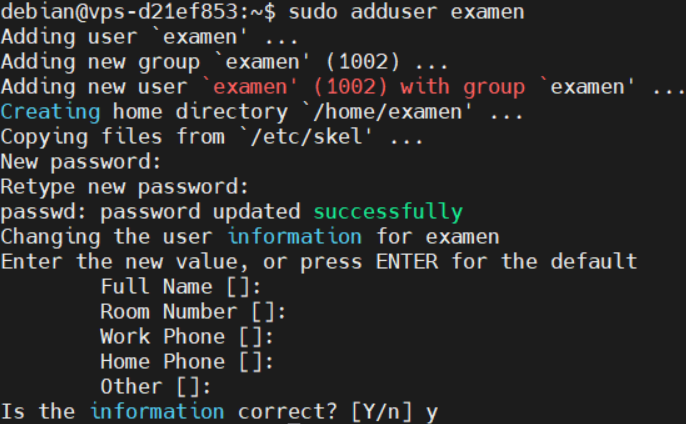 debian@vps-d21ef853:~$ sudo adduser examen
Adding user `examen' ...
Adding new group `examen' (1002) ...
Adding new user `examen' (1002) with group `examen' ...
Creating home directory `/home/examen' ...
Copying files from `/etc/skel' ...
New password:
Retype new password:
passwd: password updated successfully
Changing the user information for examen
Enter the new value, or press ENTER for the default
        Full Name []:
        Room Number []:
        Work Phone []:
        Home Phone []:
        Other []:
Is the information correct? [Y/n] y